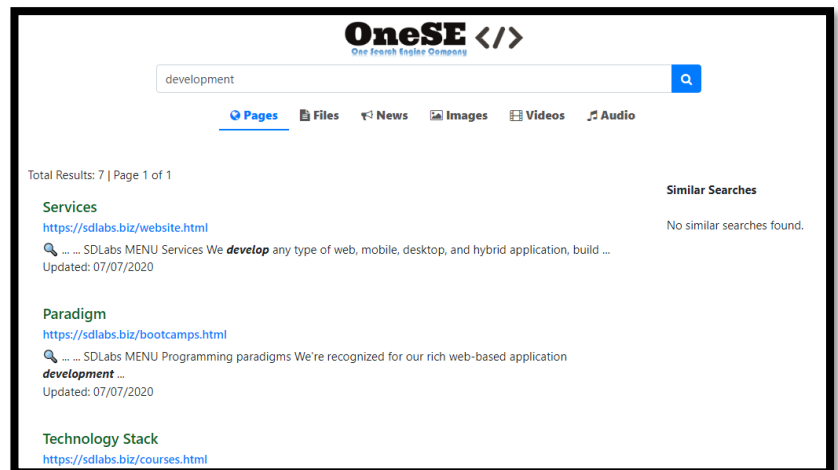 OneSE </>
One Search Engine Company
development
Pages Files News Images Videos Audio
Total Results: 7 | Page 1 of 1
Similar Searches
No similar searches found.
Services
https://sdlabs.biz/website.html
... ... SDLabs MENU Services We develop any type of web, mobile, desktop, and hybrid application, build ...
Updated: 07/07/2020
Paradigm
https://sdlabs.biz/bootcamps.html
... ... SDLabs MENU Programming paradigms We're recognized for our rich web-based application
development ...
Updated: 07/07/2020
Technology Stack
https://sdlabs.biz/courses.html